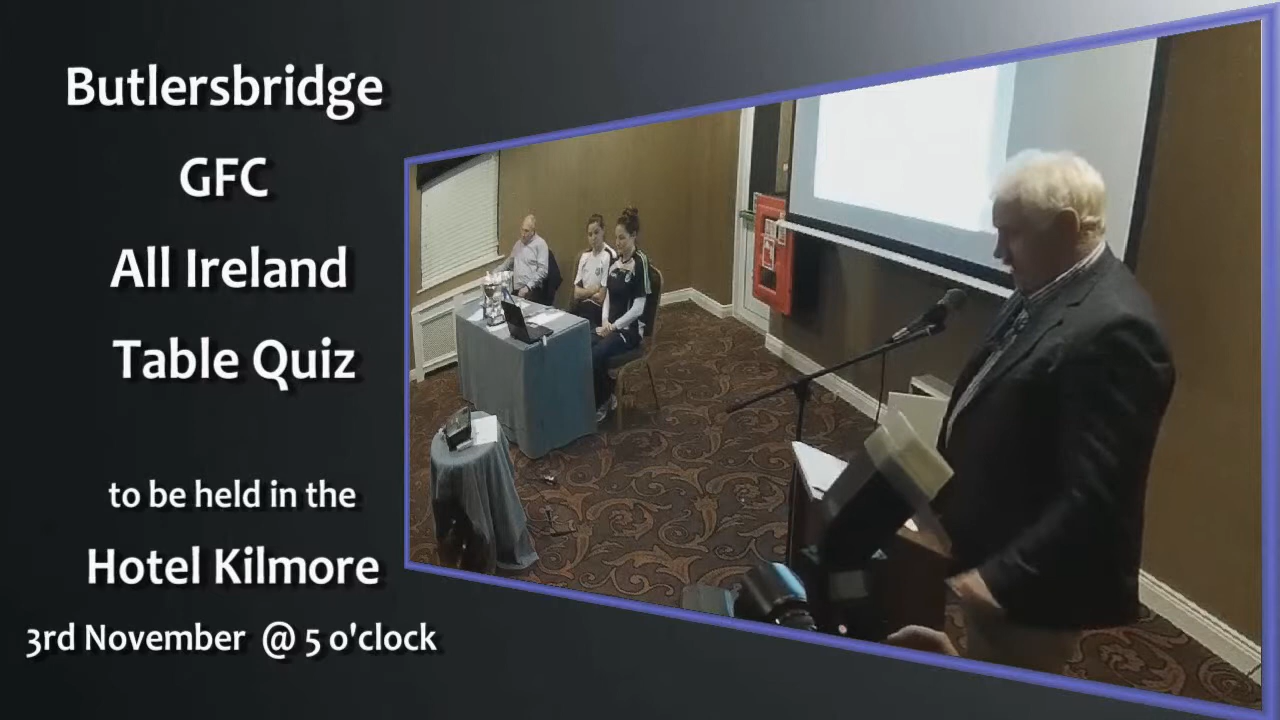 Butlersbridge
GFC
All Ireland
Table Quiz
to be held in the
Hotel Kilmore
3rd November @ 5 o'clock